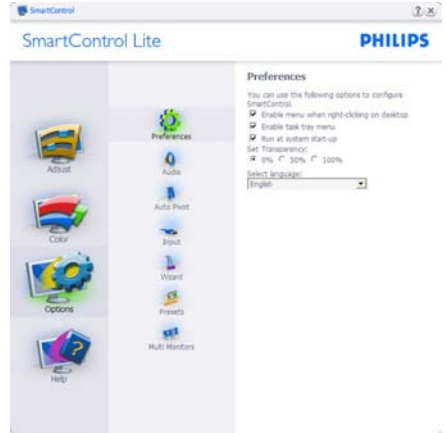 SmartControl
SmartControl Lite
PHILIPS
Adjust
Color
Options
Help
Preferences
Audio
Auto Pivot
Input
Wizard
Presets
Multi Monitors
Preferences
You can use the following options to configure
SmartControl.
Enable menu when right-clicking on desktop
Enable task tray menu
Run at system start-up
Set Transparency:
0% 50% 100%
Select language:
English